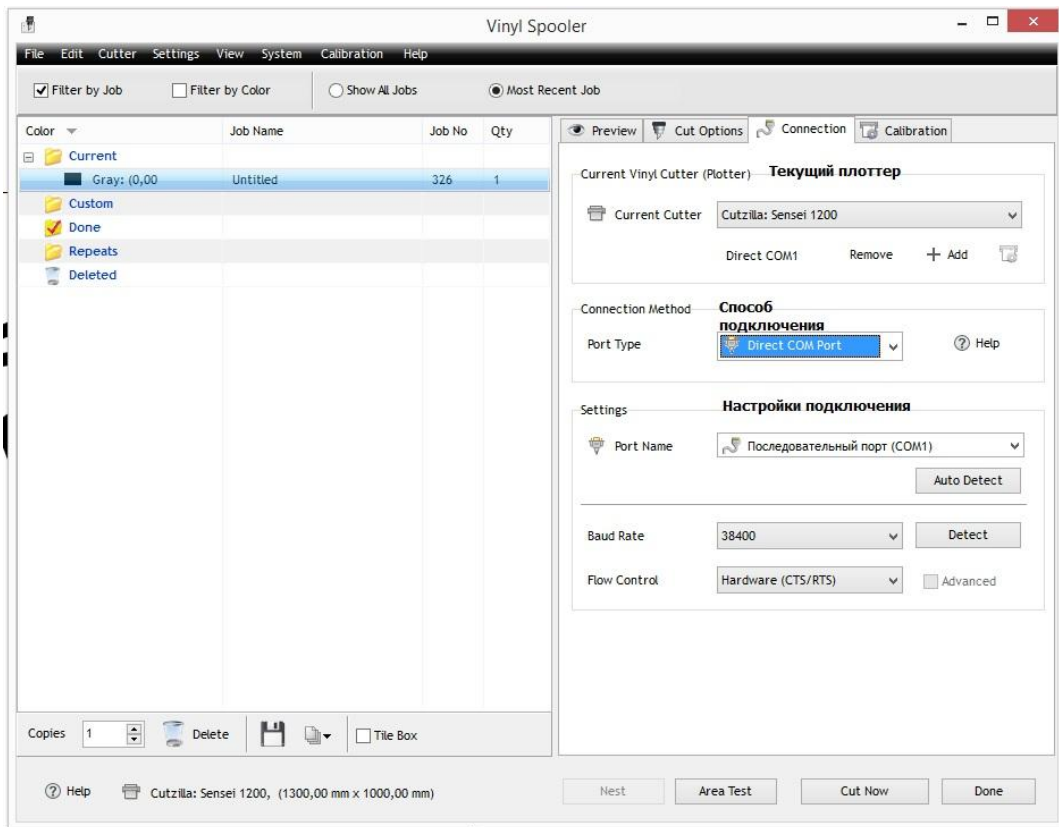 Vinyl Spooler
File Edit Cutter Settings View System Calibration Help
Filter by Job Filter by Color Show All Jobs Most Recent Job
Color Job Name Job No Qty
Current
Gray: (0,00 Untitled 326 1
Custom
Done
Repeats
Deleted
Preview Cut Options Connection Calibration
Current Vinyl Cutter (Plotter) Текущий плоттер
Current Cutter Cutzilla: Sensei 1200
Direct COM1 Remove + Add
Connection Method Способ
подключения
Port Type Direct COM Port Help
Settings Настройки подключения
Port Name Последовательный порт (COM1)
Auto Detect
Baud Rate 38400 Detect
Flow Control Hardware (CTS/RTS) Advanced
Copies 1 Delete Tile Box
Help Cutzilla: Sensei 1200, (1300,00 mm x 1000,00 mm) Nest Area Test Cut Now Done